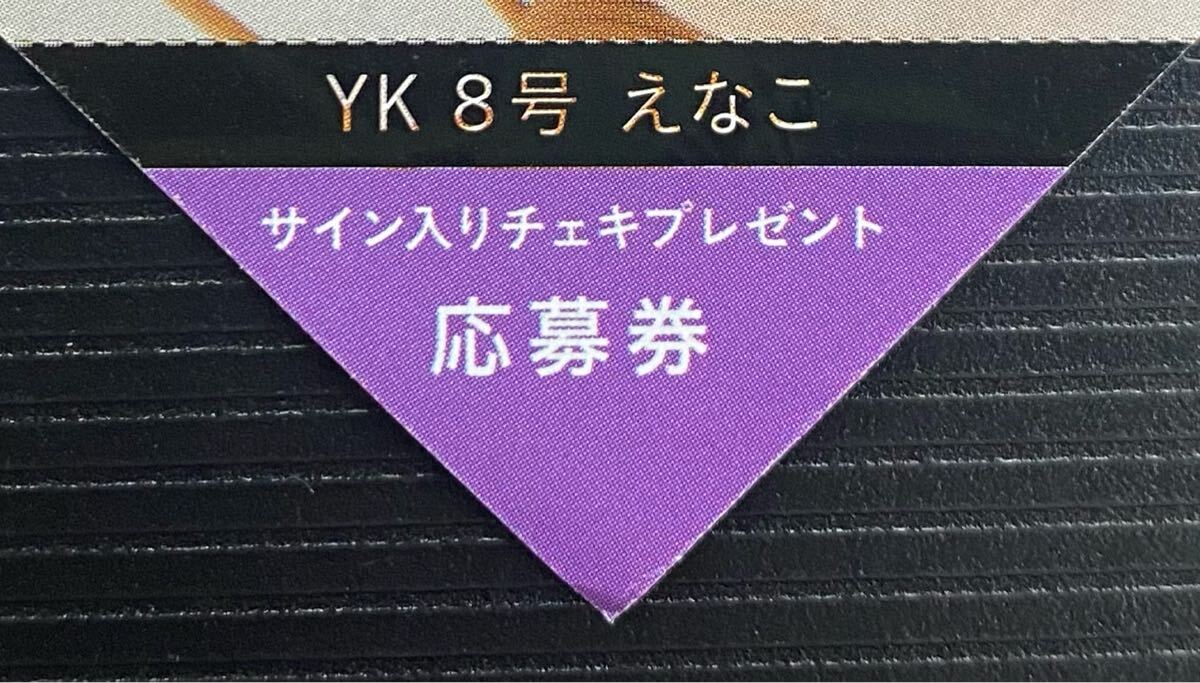 YK 8号 えなこ
サイン入りチェキプレゼント
応募券